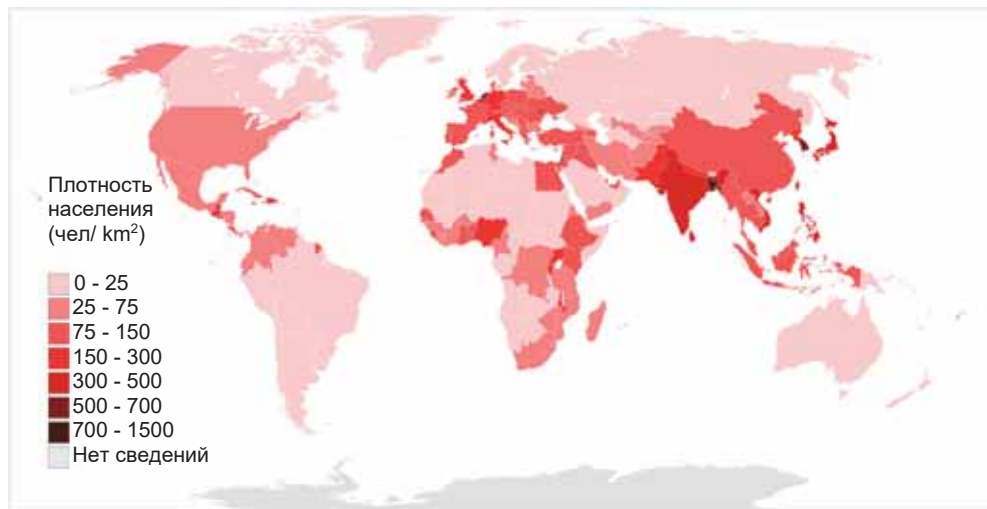 Плотность
населения
(чел/ km²)
0 - 25
25 - 75
75 - 150
150 - 300
300 - 500
500 - 700
700 - 1500
Нет сведений